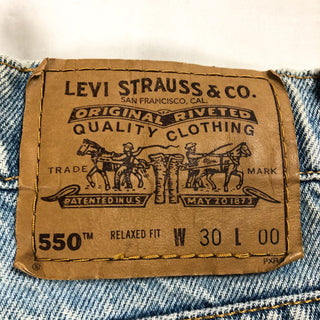 LEVI STRAUSS & CO.
SAN FRANCISCO, CAL.
ORIGINAL RIVETED
QUALITY CLOTHING
TRADE MARK
PATENTED IN U.S. MAY 20 1873
550™ RELAXED FIT W 30 L 00
®